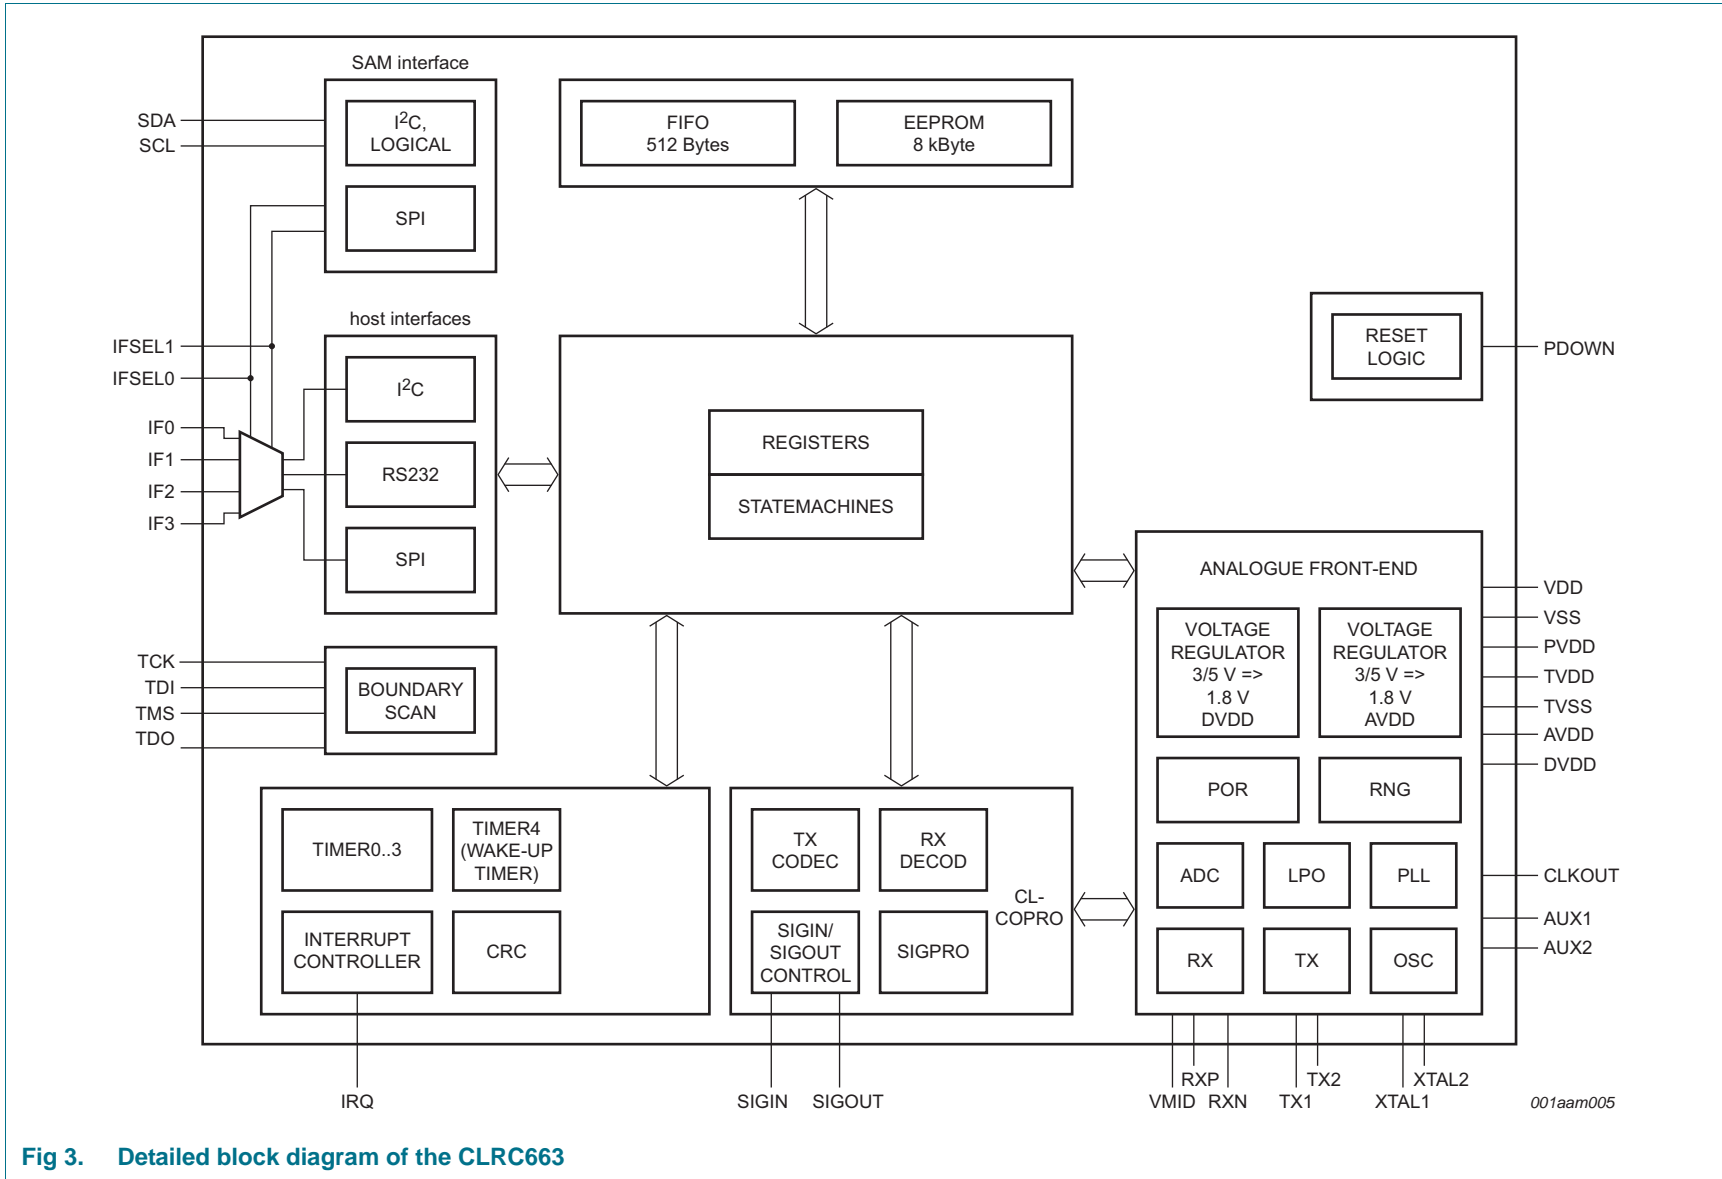 SAM interface
SDA
SCL
I2C,
LOGICAL
SPI
FIFO
512 Bytes
EEPROM
8 kByte
host interfaces
IFSEL1
IFSEL0
IF0
IF1
IF2
IF3
I2C
RS232
SPI
REGISTERS
STATEMACHINES
RESET
LOGIC
PDOWN
TCK
TDI
TMS
TDO
BOUNDARY
SCAN
ANALOGUE FRONT-END
VOLTAGE
REGULATOR
3/5 V =>
1.8 V
DVDD
VOLTAGE
REGULATOR
3/5 V =>
1.8 V
AVDD
POR
RNG
ADC
LPO
PLL
RX
TX
OSC
VDD
VSS
PVDD
TVDD
TVSS
AVDD
DVDD
CLKOUT
AUX1
AUX2
TIMER0..3
TIMER4
(WAKE-UP
TIMER)
INTERRUPT
CONTROLLER
CRC
TX
CODEC
RX
DECOD
SIGIN/
SIGOUT
CONTROL
SIGPRO
CL-
COPRO
IRQ
SIGIN
SIGOUT
VMID
RXP
RXN
TX1
TX2
XTAL1
XTAL2
001aam005
Fig 3. Detailed block diagram of the CLRC663